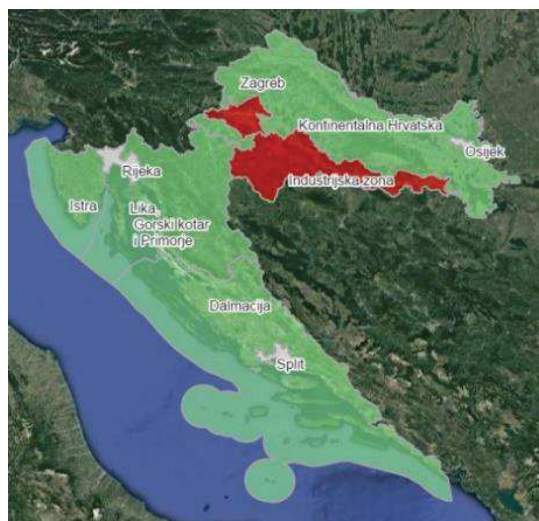 Zagreb
Kontinentalna Hrvatska
Osijek
Industrijska zona
Rijeka
Istra
Lika,
Gorski kotar
i Primorje
Dalmacija
Split